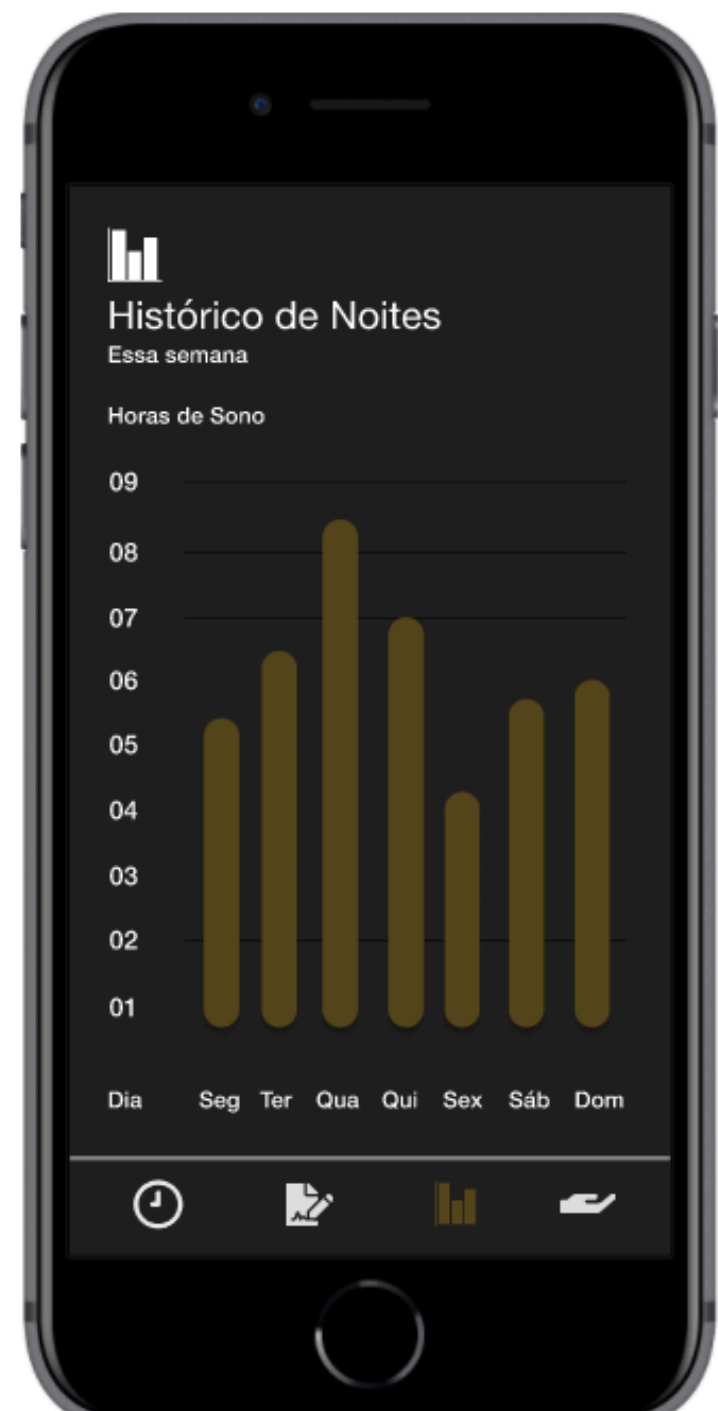 Histórico de Noites
Essa semana
Horas de Sono
09
08
07
06
05
04
03
02
01
Dia Seg Ter Qua Qui Sex Sáb Dom